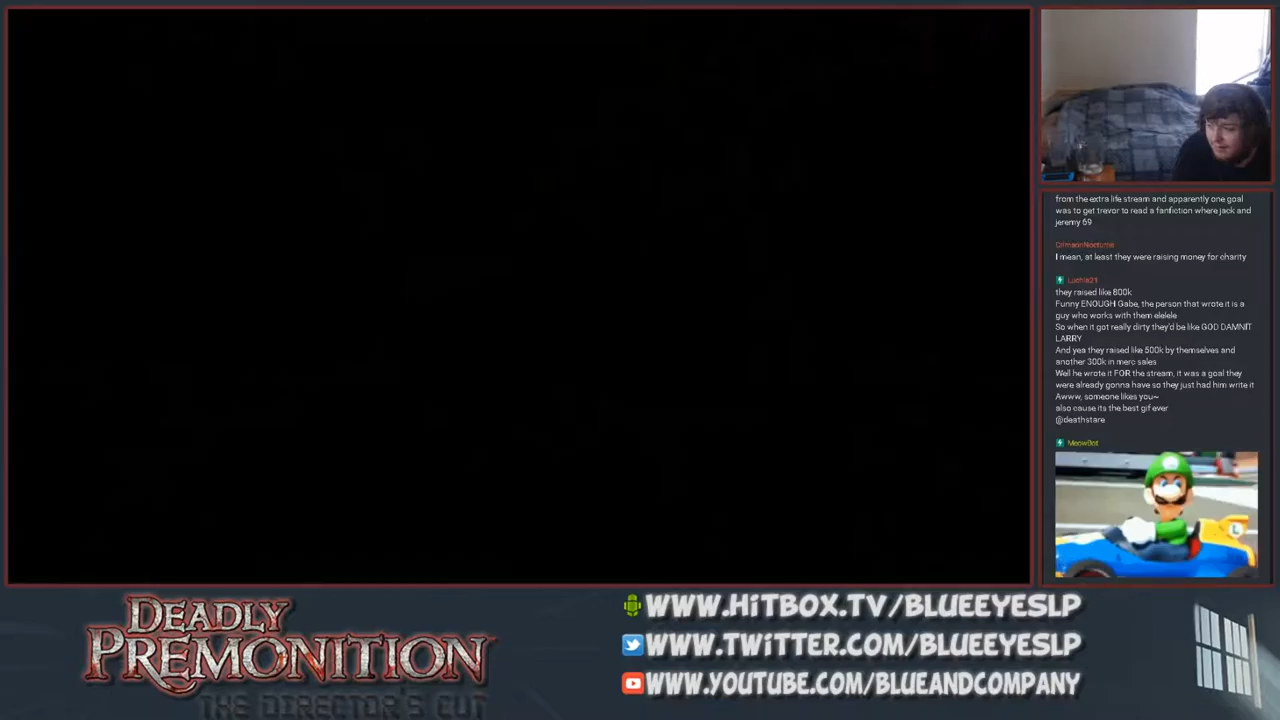 from the extra life stream and apparently one goal
was to get trevor to read a fanfiction where jack and
jeremy 69
CrimsonNocturne
I mean, at least they were raising money for charity
Luchia21
they raised like 800k
Funny ENOUGH Gabe, the person that wrote it is a
guy who works with them elelele
So when it got really dirty they'd be like GOD DAMNIT
LARRY
And yea they raised like 500k by themselves and
another 300k in merc sales
Well he wrote it FOR the stream, it was a goal they
were already gonna have so they just had him write it
Awww, someone likes you~
also cause its the best gif ever
@deathstare
MeowBot
L
L
DEADLY
PREMONITION
THE DIRECTOR'S CUT
WWW.HITBOX.TV/BLUEEYESLP
WWW.TWITTER.COM/BLUEEYESLP
WWW.YOUTUBE.COM/BLUEANDCOMPANY